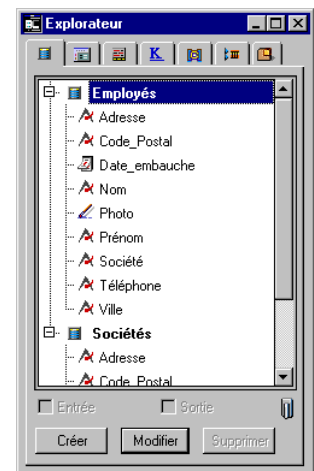 Explorateur
K
Employés
Adresse
Code_Postal
Date_embauche
Nom
Photo
Prénom
Société
Téléphone
Ville
Sociétés
Adresse
Code_Postal
Entrée Sortie
Créer Modifier Supprimer